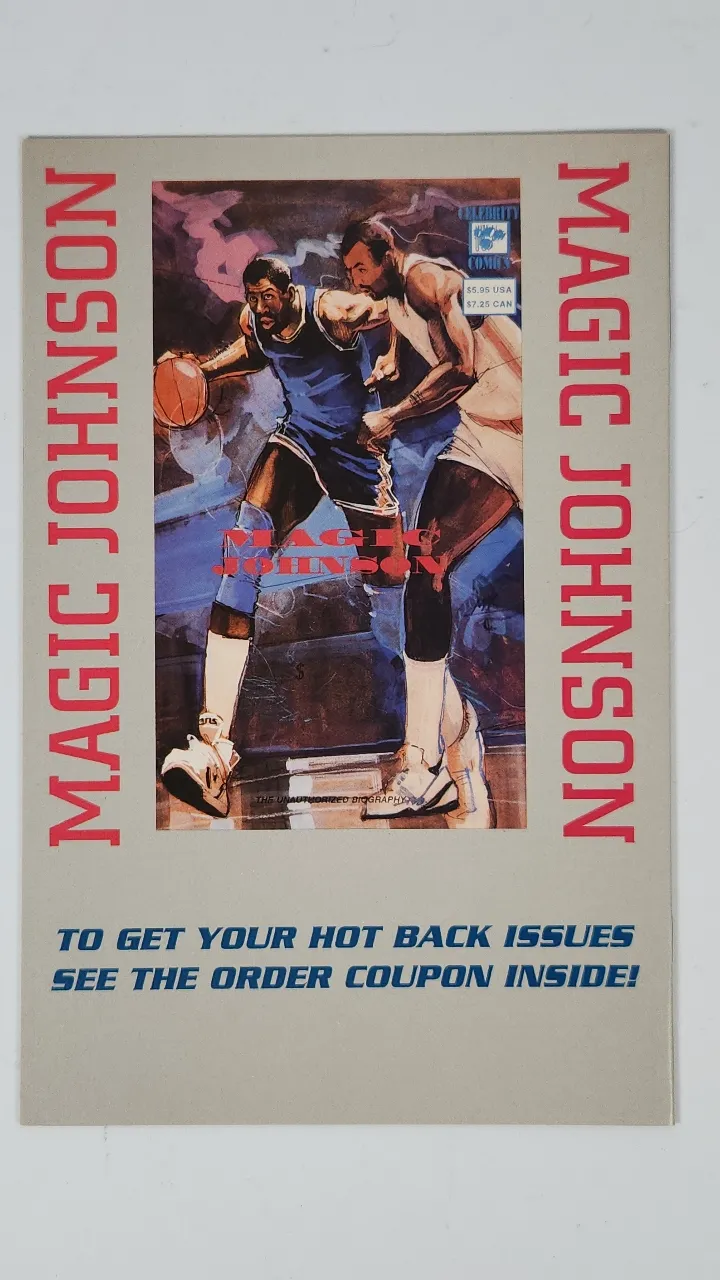 MAGIC JOHNSON
CELEBRITY
COMICS
$5.95 USA
$7.25 CAN
MAGIC
JOHNSON
THE UNAUTHORIZED BIOGRAPHY
MAGIC JOHNSON
TO GET YOUR HOT BACK ISSUES
SEE THE ORDER COUPON INSIDE!